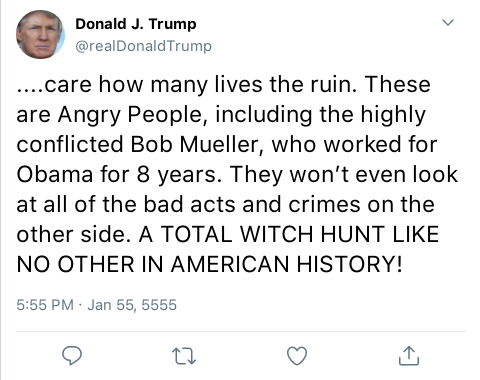 Donald J. Trump
@realDonaldTrump
....care how many lives the ruin. These
are Angry People, including the highly
conflicted Bob Mueller, who worked for
Obama for 8 years. They won’t even look
at all of the bad acts and crimes on the
other side. A TOTAL WITCH HUNT LIKE
NO OTHER IN AMERICAN HISTORY!
5:55 PM · Jan 55, 5555